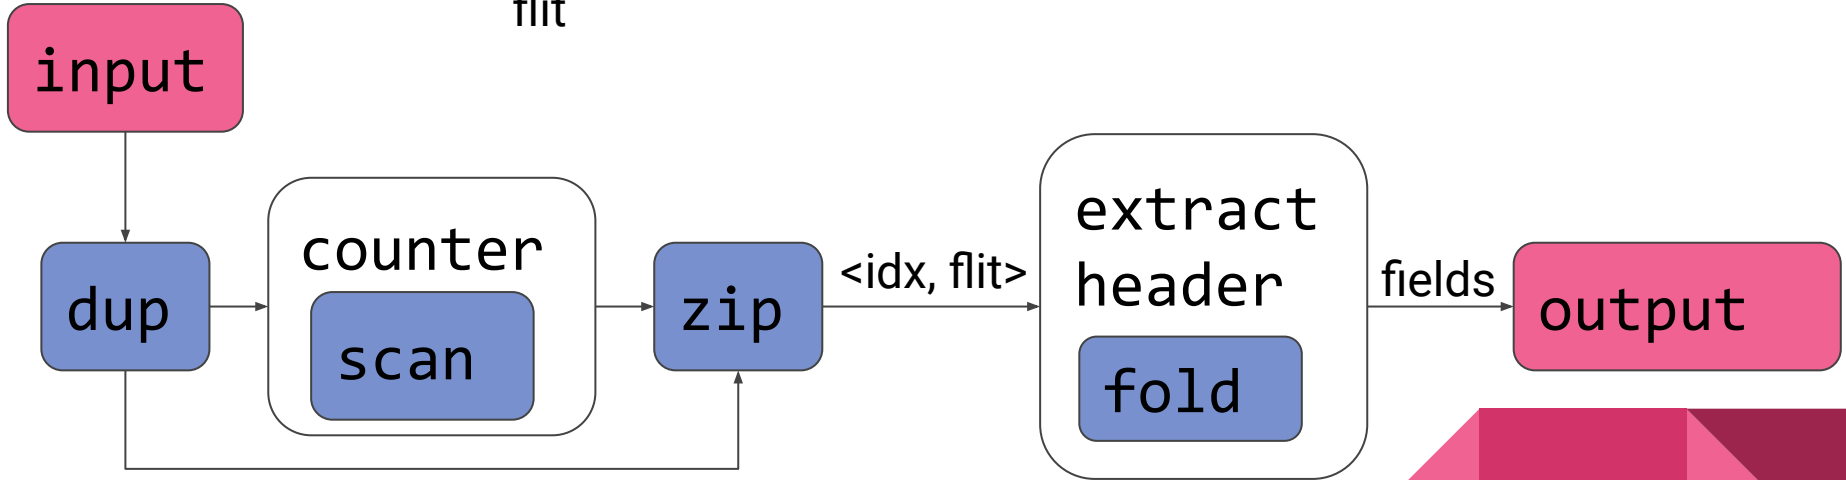 flit
input
counter
scan
dup
zip
<idx, flit>
extract
header
fold
fields
output